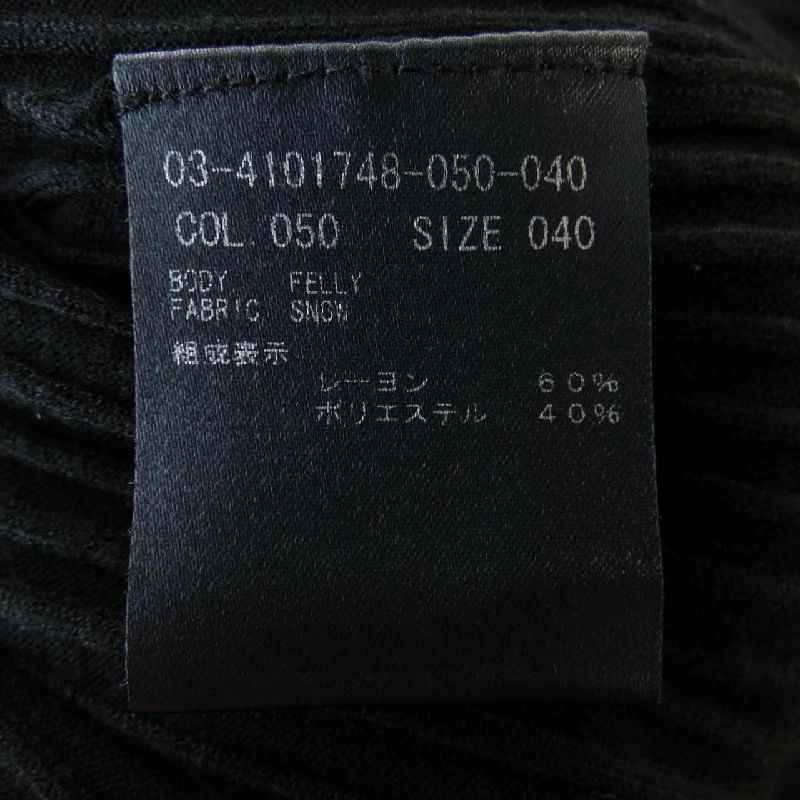 03-4101748-050-040
COL 050 SIZE 040
BODY FELLY
FABRIC SNOW
組成表示
レーヨン 60%
ポリエステル 40%